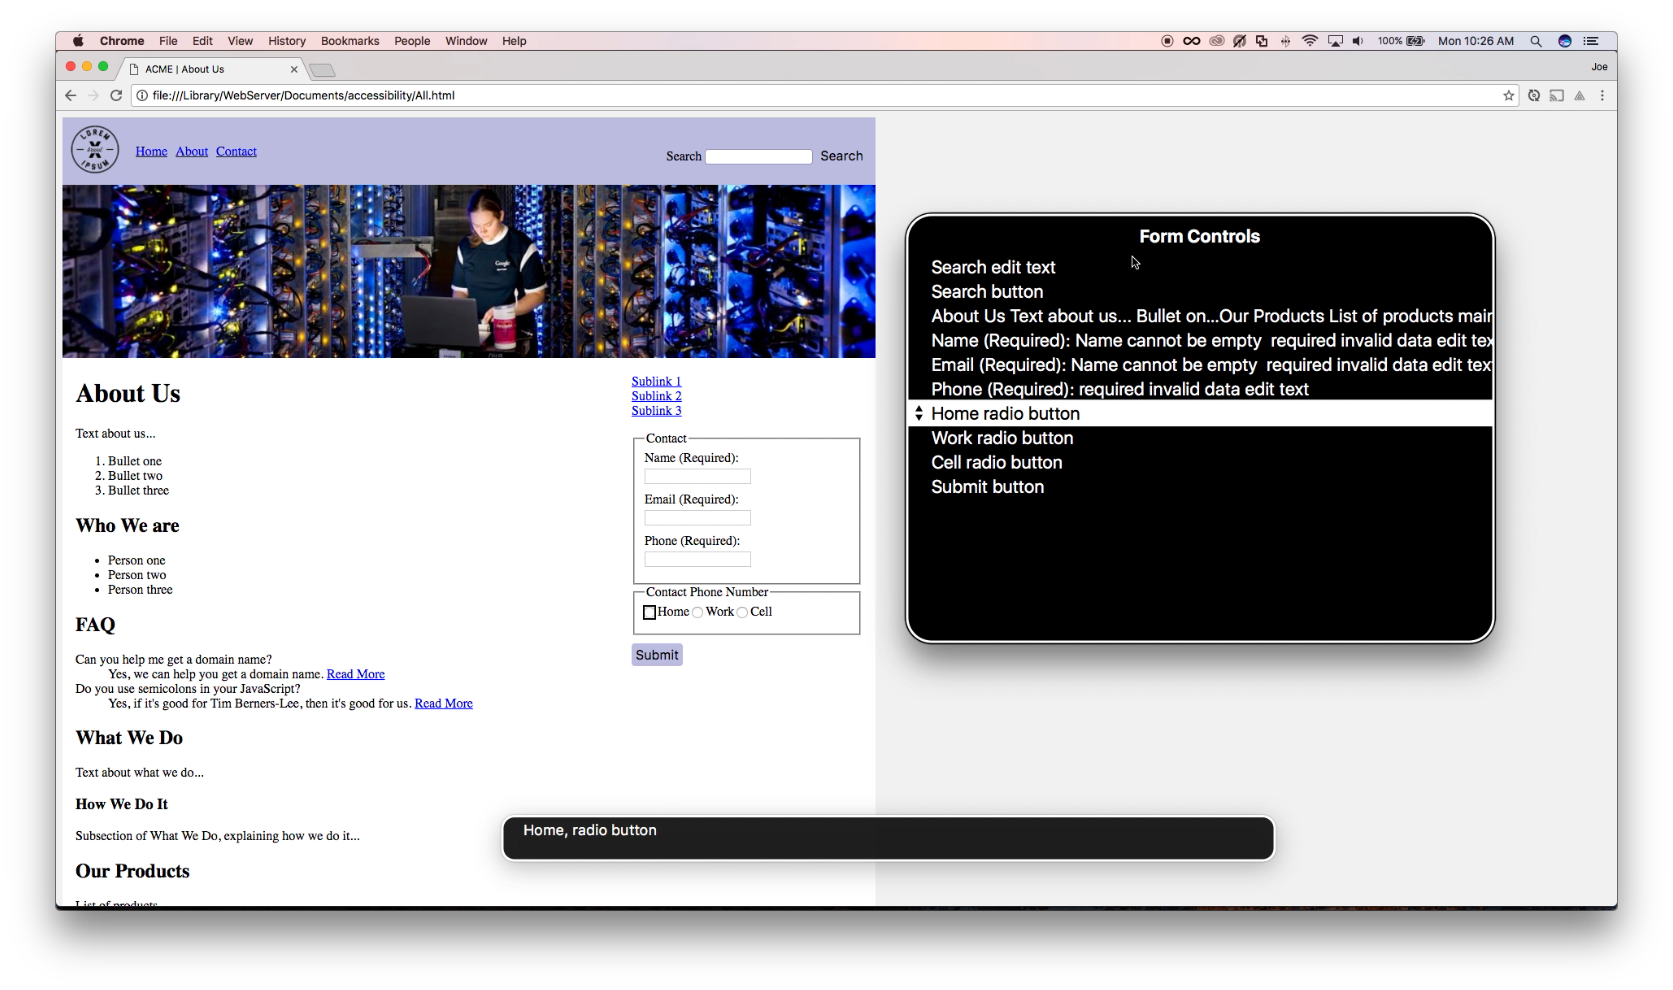 Chrome File Edit View History Bookmarks People Window Help 100% Mon 10:26 AM
ACME | About Us
Joe
file:///Library/WebServer/Documents/accessibility/All.html
LOREM
IPSUM
Home About Contact
Search Search
Google
About Us
Text about us...
1. Bullet one
2. Bullet two
3. Bullet three
Who We are
• Person one
• Person two
• Person three
FAQ
Can you help me get a domain name?
Yes, we can help you get a domain name. Read More
Do you use semicolons in your JavaScript?
Yes, if it's good for Tim Berners-Lee, then it's good for us. Read More
What We Do
Text about what we do...
How We Do It
Subsection of What We Do, explaining how we do it...
Our Products
List of products
Sublink 1
Sublink 2
Sublink 3
Contact
Name (Required):
Email (Required):
Phone (Required):
Contact Phone Number
Home Work Cell
Submit
Form Controls
Search edit text
Search button
About Us Text about us... Bullet on...Our Products List of products mair
Name (Required): Name cannot be empty required invalid data edit tex
Email (Required): Name cannot be empty required invalid data edit tex
Phone (Required): required invalid data edit text
Home radio button
Work radio button
Cell radio button
Submit button
Home, radio button